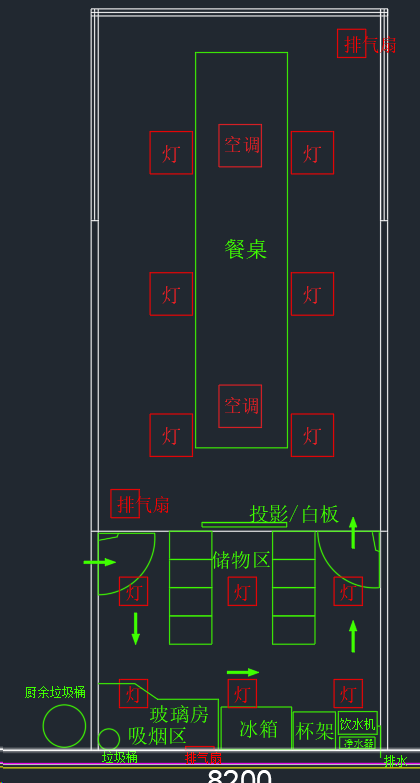 排气扇
空调
灯
灯
餐桌
灯
灯
空调
灯
灯
排气扇
投影/白板
储物区
灯
灯
灯
厨余垃圾桶
灯
灯
灯
玻璃房
吸烟区
冰箱
杯架
饮水机
净水器
垃圾桶
排气扇
排水
8200